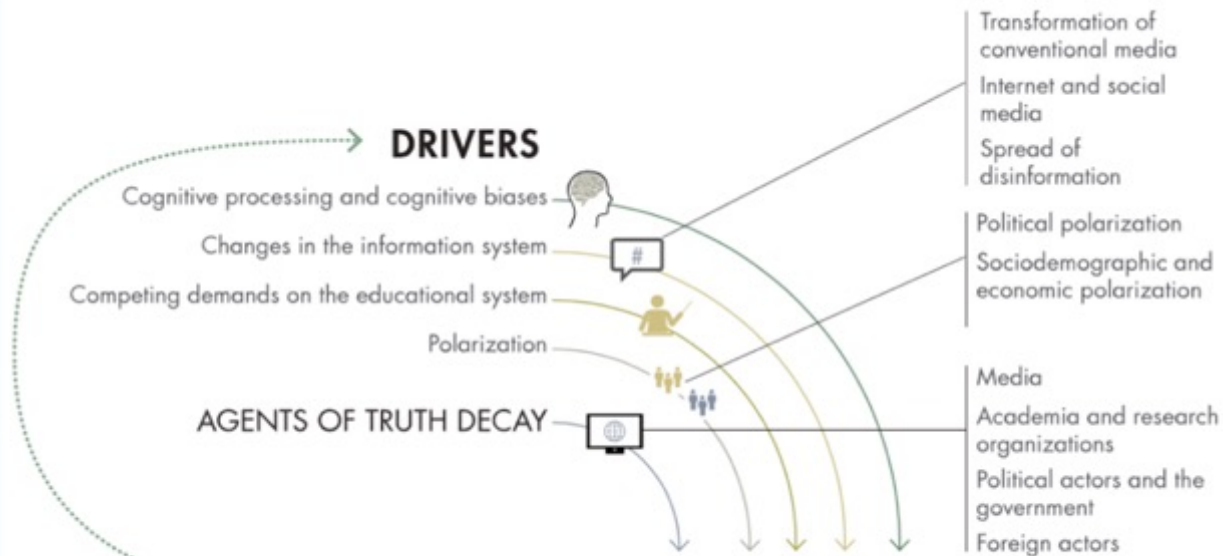 DRIVERS
Cognitive processing and cognitive biases
Changes in the information system
#
Competing demands on the educational system
Polarization
AGENTS OF TRUTH DECAY
Transformation of
conventional media
Internet and social
media
Spread of
disinformation
Political polarization
Sociodemographic and
economic polarization
Media
Academia and research
organizations
Political actors and the
government
Foreign actors